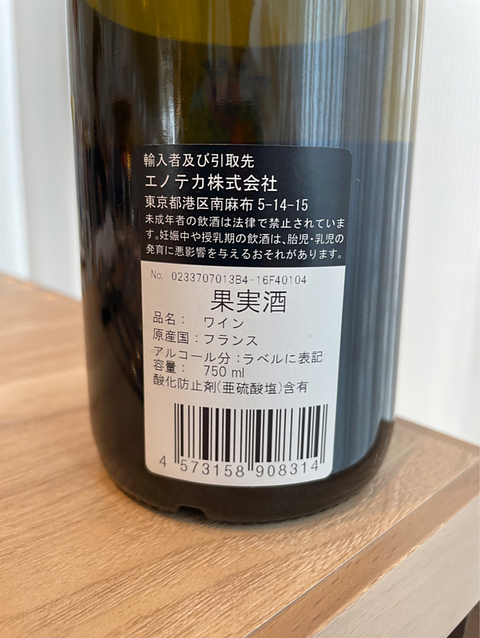 輸入者及び引取先
エノテカ株式会社
東京都港区南麻布 5-14-15
未成年者の飲酒は法律で禁止されていま
す。妊娠中や授乳期の飲酒は、胎児・乳児の
発育に悪影響を与えるおそれがあります。
No. 0233707013B4-16F40104
果実酒
品名： ワイン
原産国：フランス
アルコール分：ラベルに表記
容量： 750 ml
酸化防止剤(亜硫酸塩)含有
4 573158 908314